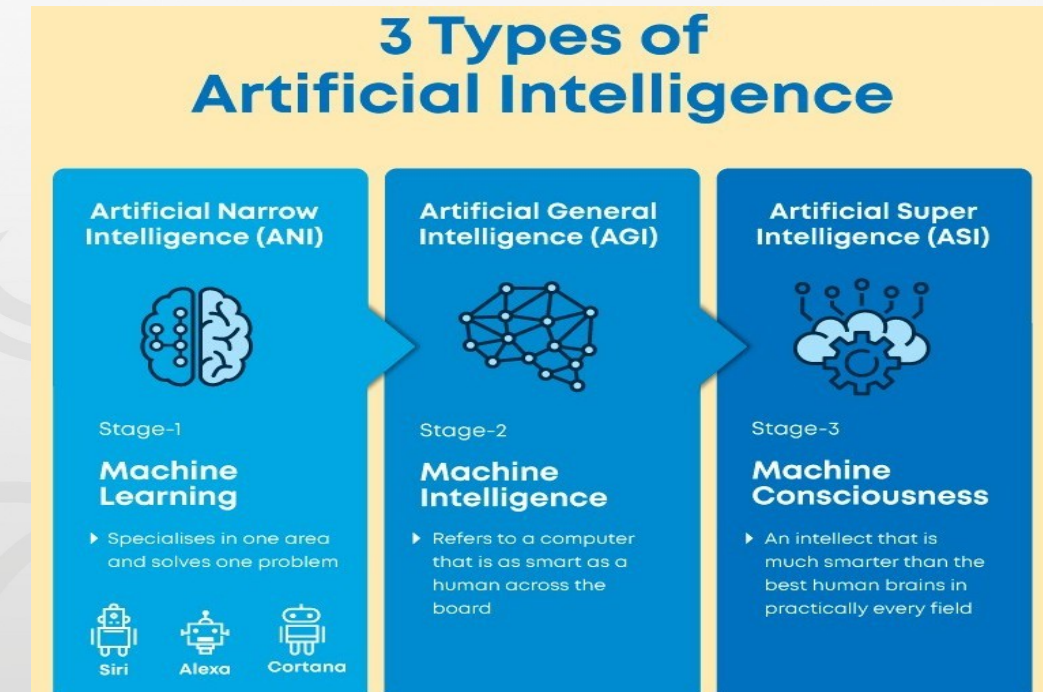 3 Types of
Artificial Intelligence
Artificial Narrow
Intelligence (ANI)
Stage-1
Machine
Learning
Specialises in one area
and solves one problem
Siri
Alexa
Cortana
Artificial General
Intelligence (AGI)
Stage-2
Machine
Intelligence
Refers to a computer
that is as smart as a
human across the
board
Artificial Super
Intelligence (ASI)
Stage-3
Machine
Consciousness
An intellect that is
much smarter than the
best human brains in
practically every field